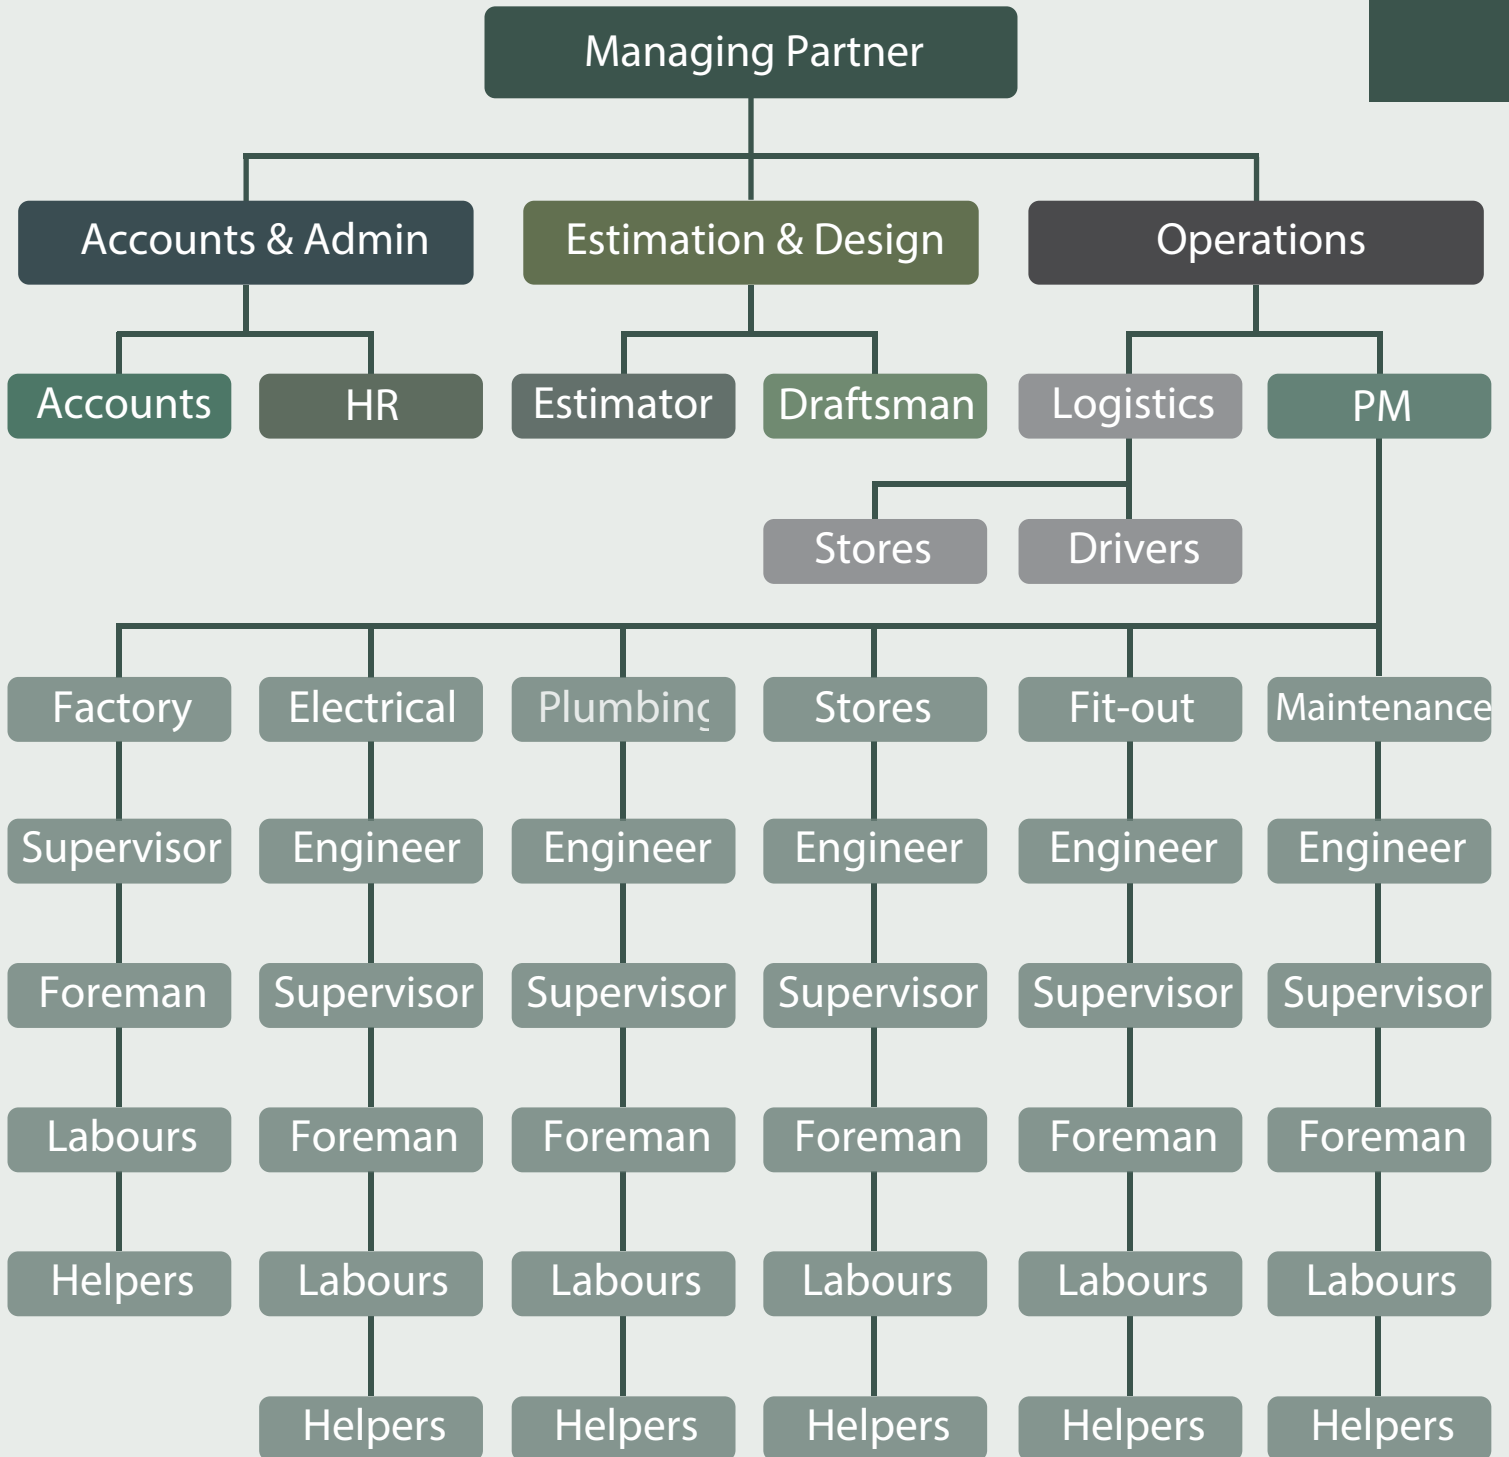 Managing Partner
Accounts & Admin
Estimation & Design
Operations
Accounts
HR
Estimator
Draftsman
Logistics
PM
Stores
Drivers
Factory
Electrical
Plumbing
Stores
Fit-out
Maintenance
Supervisor
Engineer
Engineer
Engineer
Engineer
Engineer
Foreman
Supervisor
Supervisor
Supervisor
Supervisor
Supervisor
Labours
Foreman
Foreman
Foreman
Foreman
Foreman
Helpers
Labours
Labours
Labours
Labours
Labours
Helpers
Helpers
Helpers
Helpers
Helpers